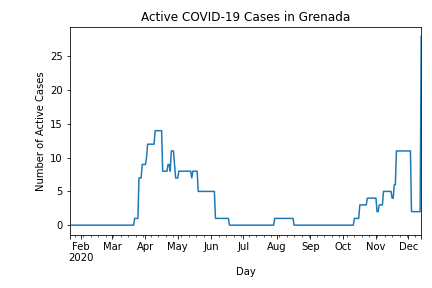 Active COVID-19 Cases in Grenada
Number of Active Cases
25
20
15
10
5
0
Feb Mar Apr May Jun Jul Aug Sep Oct Nov Dec
2020
Day